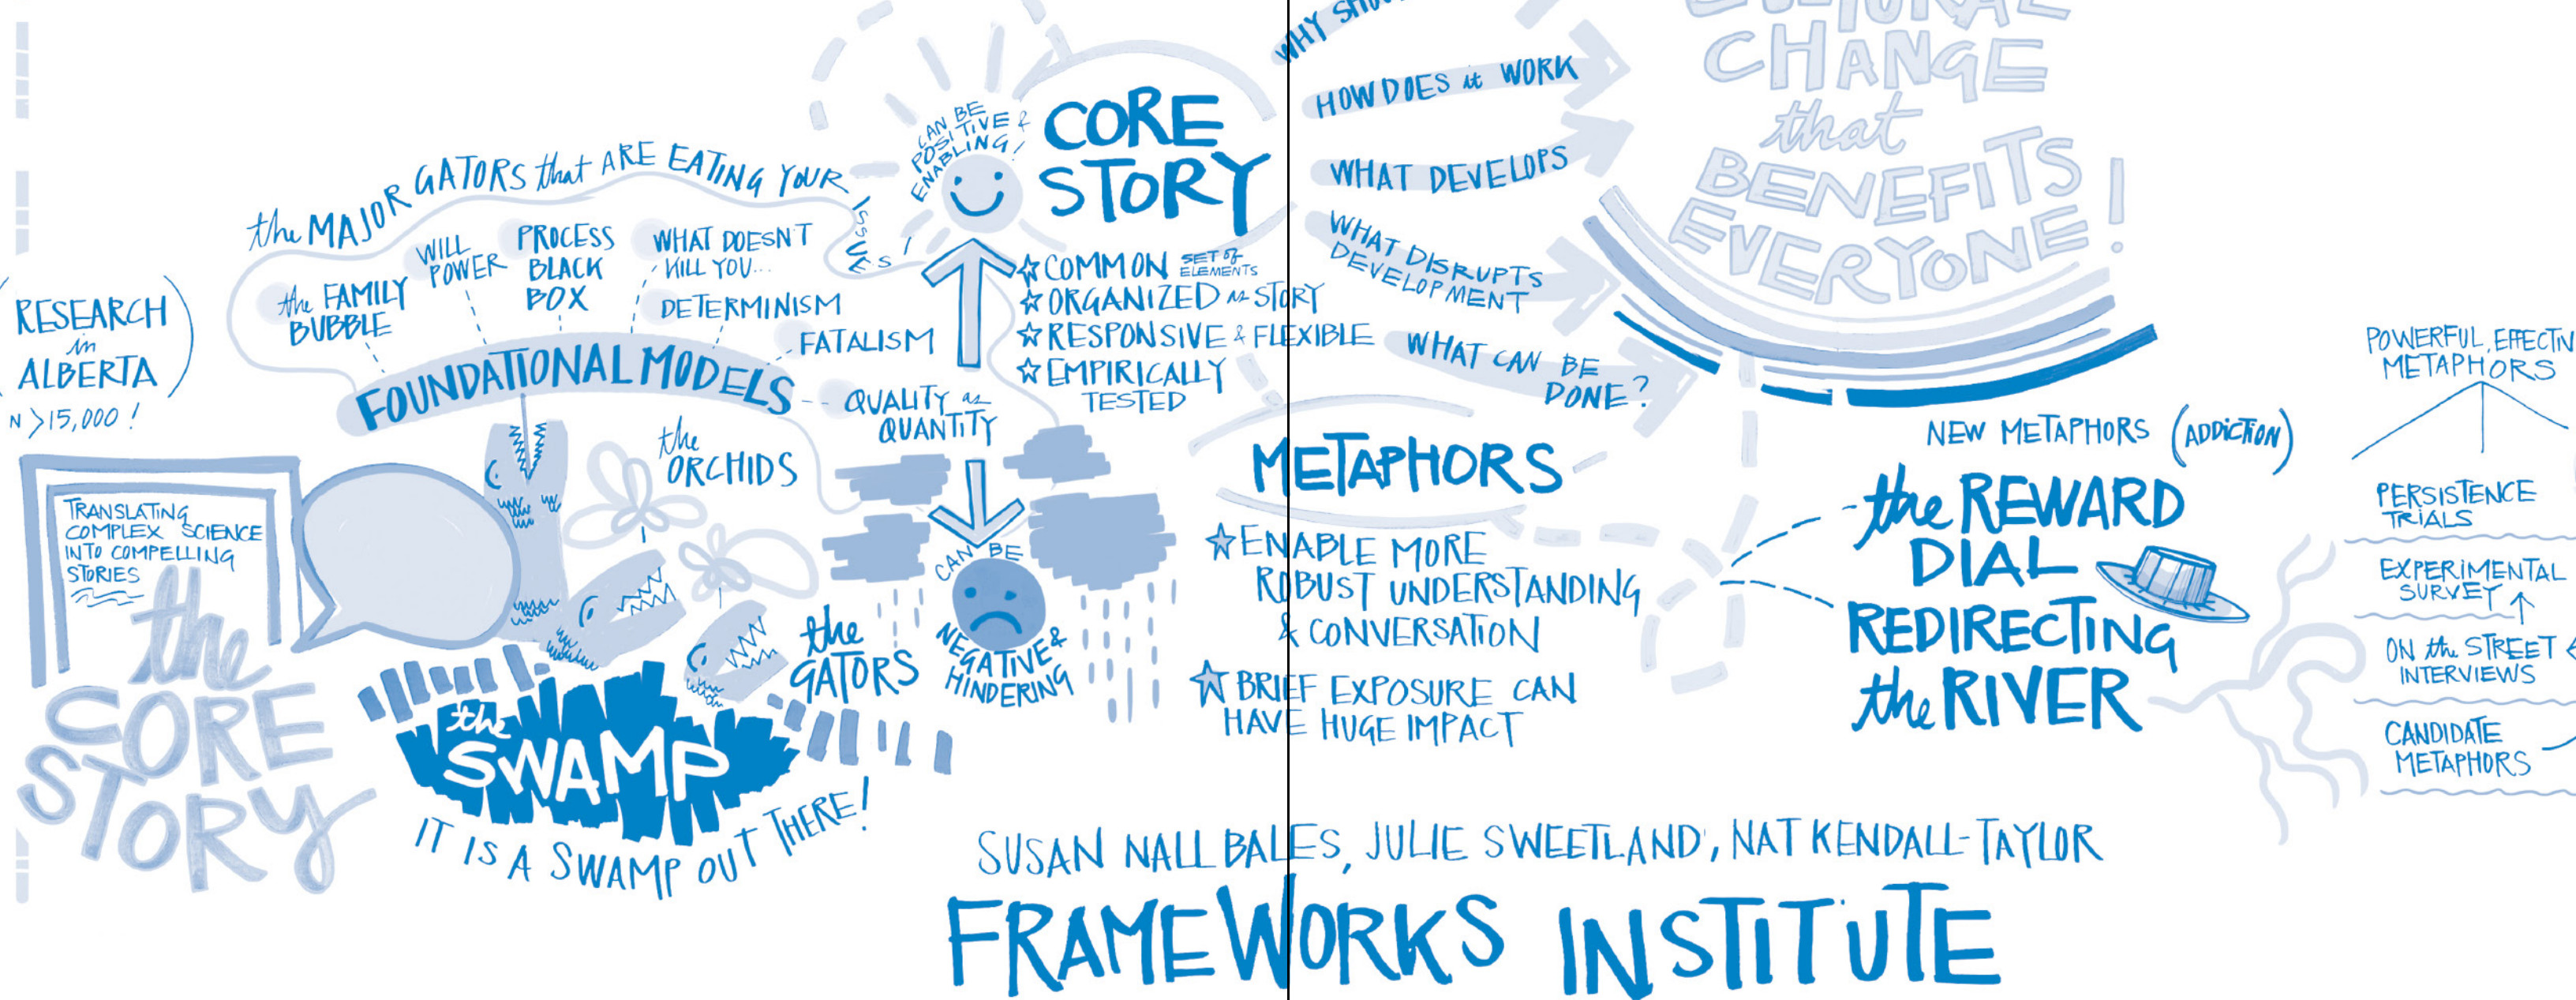 RESEARCH
in
ALBERTA
N >15,000 !
TRANSLATING
COMPLEX SCIENCE
INTO COMPELLING
STORIES
the
CORE
STORY
the MAJOR GATORS that ARE EATING YOUR ISSUES!
the FAMILY
BUBBLE
WILL
POWER
PROCESS
BLACK
BOX
WHAT DOESN'T
KILL YOU...
DETERMINISM
FATALISM
QUALITY as
QUANTITY
FOUNDATIONAL MODELS
the
ORCHIDS
the
GATORS
the
SWAMP
IT IS A SWAMP OUT THERE!
CAN BE
POSITIVE &
ENABLING!
CAN BE
NEGATIVE &
HINDERING
CORE
STORY
COMMON SET of ELEMENTS
ORGANIZED as STORY
RESPONSIVE & FLEXIBLE
EMPIRICALLY
TESTED
WHY
HOW DOES it WORK
WHAT DEVELOPS
WHAT DISRUPTS
DEVELOPMENT
WHAT CAN BE
DONE?
CHANGE
that
BENEFITS
EVERYONE!
METAPHORS
ENABLE MORE
ROBUST UNDERSTANDING
& CONVERSATION
BRIEF EXPOSURE CAN
HAVE HUGE IMPACT
NEW METAPHORS (ADDICTION)
the REWARD
DIAL
REDIRECTING
the RIVER
POWERFUL, EFFECTIV
METAPHORS
PERSISTENCE
TRIALS
EXPERIMENTAL
SURVEY
ON the STREET
INTERVIEWS
CANDIDATE
METAPHORS
SUSAN NALL BALES, JULIE SWEETLAND, NAT KENDALL-TAYLOR
FRAMEWORKS INSTITUTE